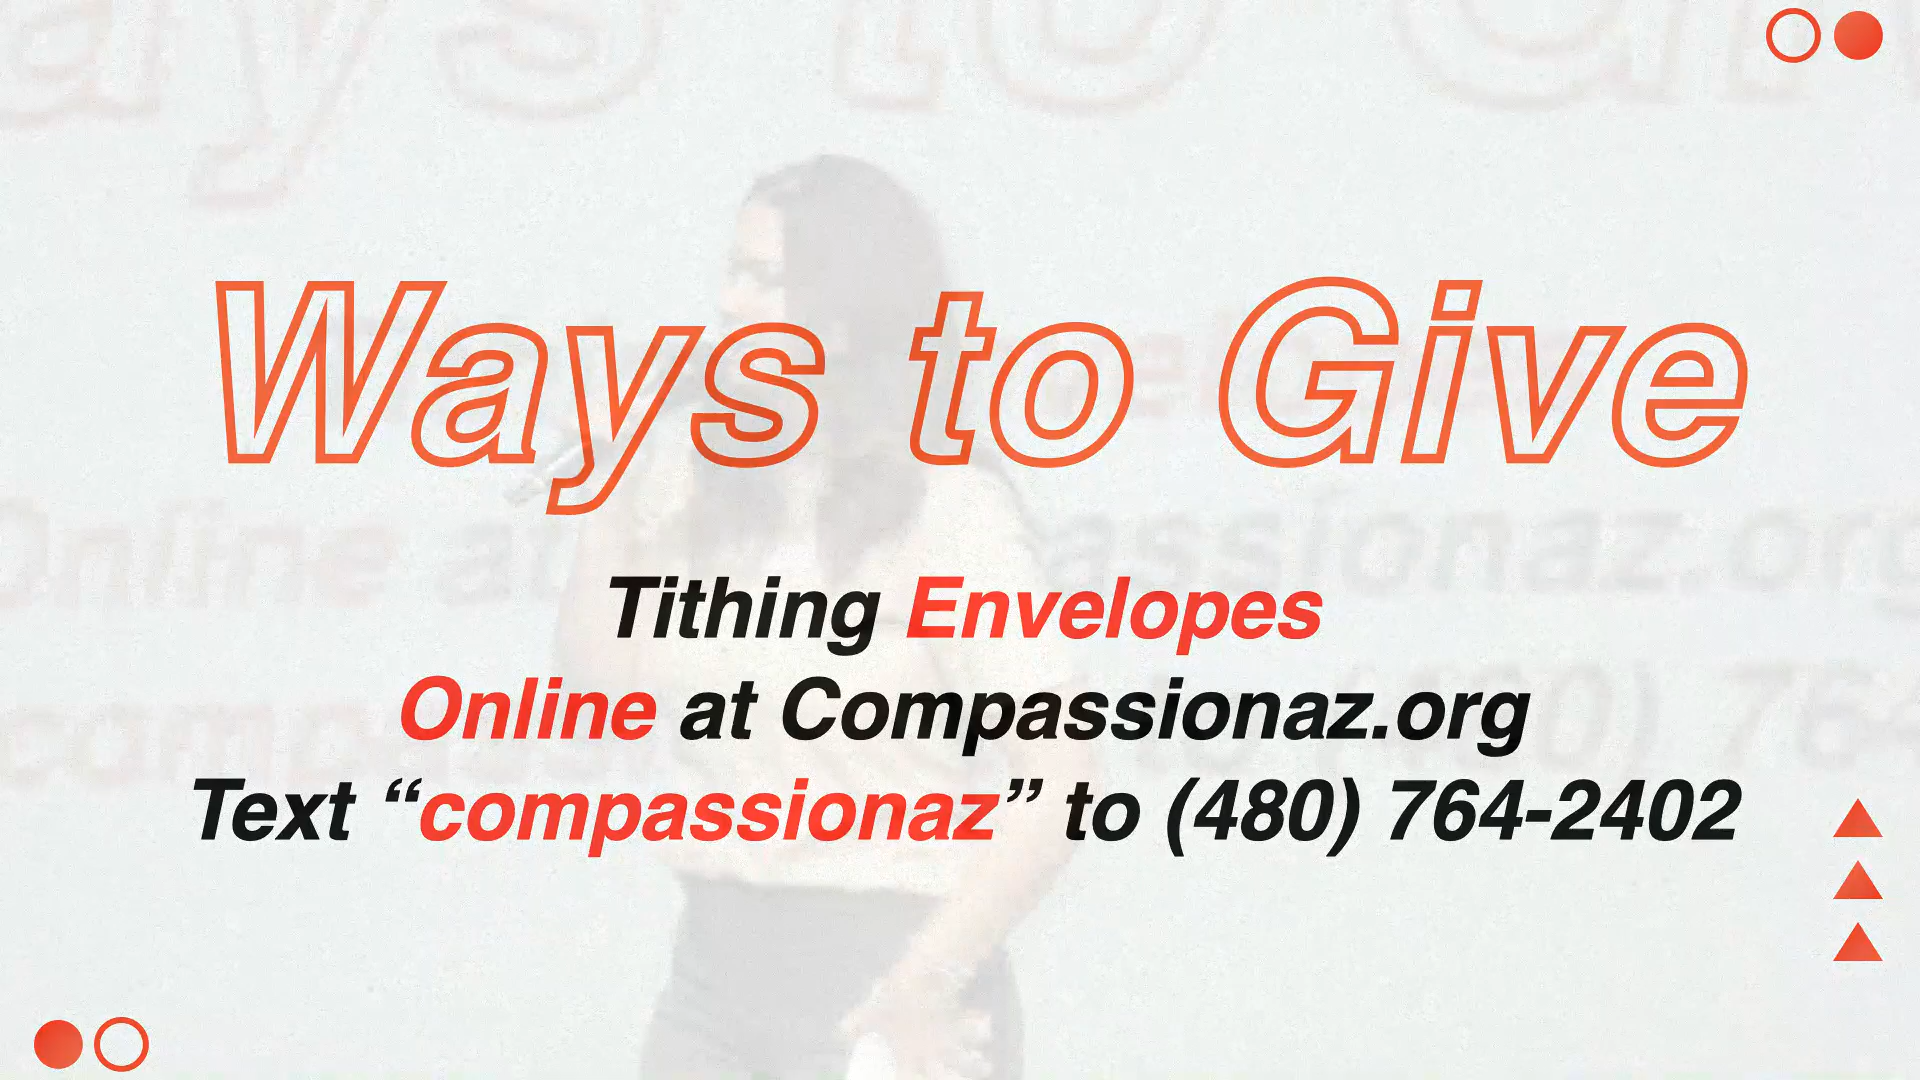 Ways to Give
Tithing Envelopes
Online at Compassionaz.org
Text “compassionaz” to (480) 764-2402